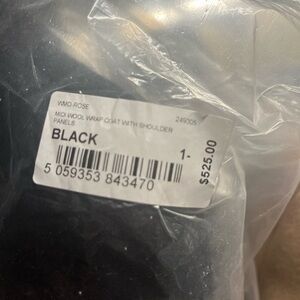 WMO-ROSE
249005
MIDI WOOL WRAP COAT WITH SHOULDER
PANELS
BLACK
1-
5 059353 843470
$525.00